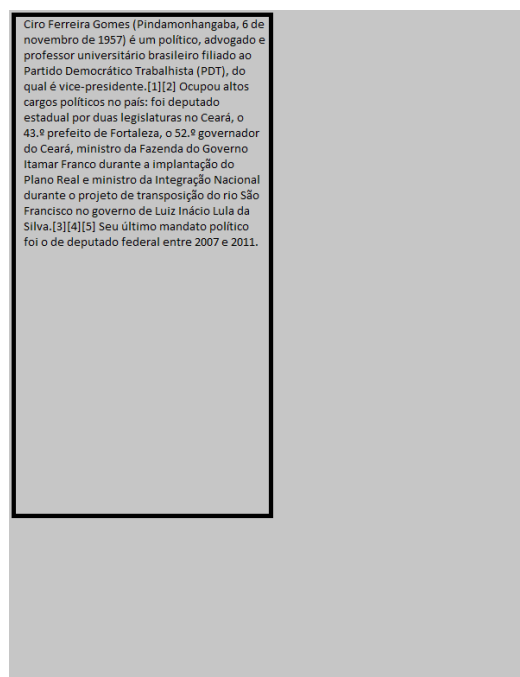 Ciro Ferreira Gomes (Pindamonhangaba, 6 de
novembro de 1957) é um político, advogado e
professor universitário brasileiro filiado ao
Partido Democrático Trabalhista (PDT), do
qual é vice-presidente.[1][2] Ocupou altos
cargos políticos no país: foi deputado
estadual por duas legislaturas no Ceará, o
43.º prefeito de Fortaleza, o 52.º governador
do Ceará, ministro da Fazenda do Governo
Itamar Franco durante a implantação do
Plano Real e ministro da Integração Nacional
durante o projeto de transposição do rio São
Francisco no governo de Luiz Inácio Lula da
Silva.[3][4][5] Seu último mandato político
foi o de deputado federal entre 2007 e 2011.